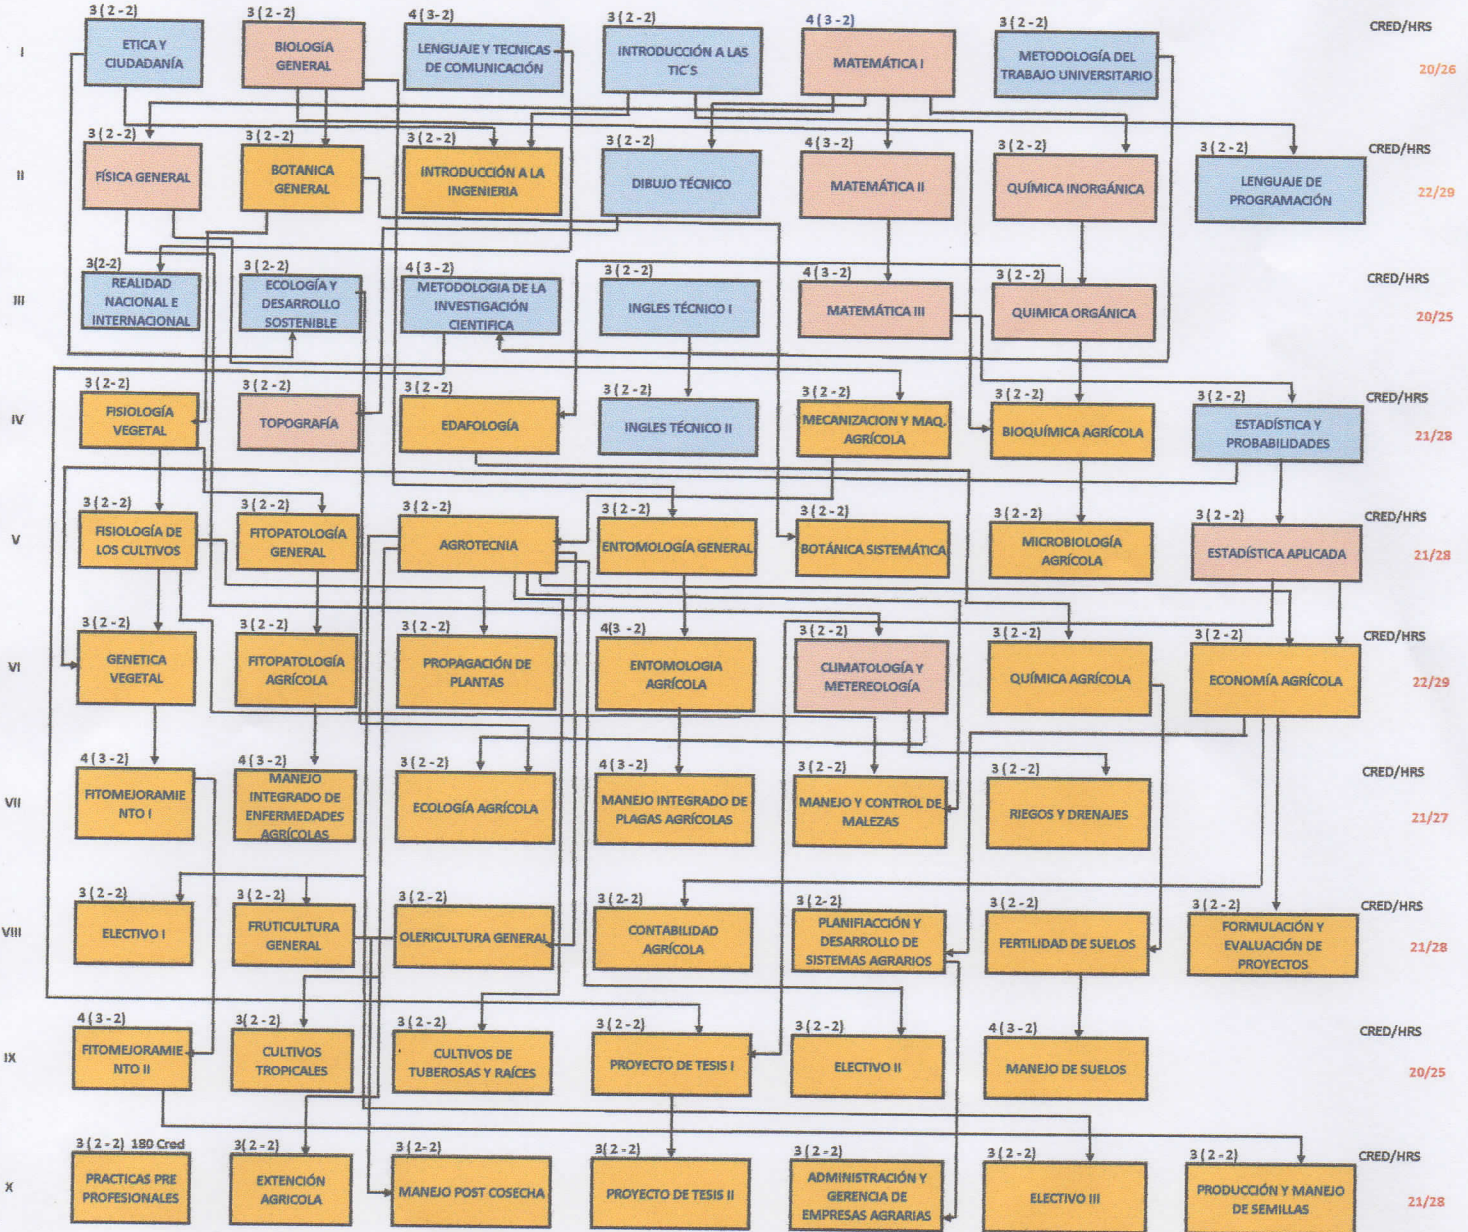 3 (2 - 2)
3 (2 - 2)
4 (3-2)
3 (2 - 2)
4 (3 - 2)
3 (2 - 2)
CRED/HRS
I
ETICA Y
CIUDADANÍA
BIOLOGÍA
GENERAL
LENGUAJE Y TECNICAS
DE COMUNICACIÓN
INTRODUCCIÓN A LAS
TIC´S
MATEMÁTICA I
METODOLOGÍA DEL
TRABAJO UNIVERSITARIO
20/26
3 (2 - 2)
3 (2 - 2)
3 (2 - 2)
3 (2 - 2)
4 (3 - 2)
3 (2 - 2)
3 (2 - 2)
CRED/HRS
II
FÍSICA GENERAL
BOTANICA
GENERAL
INTRODUCCIÓN A LA
INGENIERIA
DIBUJO TÉCNICO
MATEMÁTICA II
QUÍMICA INORGÁNICA
LENGUAJE DE
PROGRAMACIÓN
22/29
3(2-2)
3 (2 - 2)
4 (3 -2)
3 (2 - 2)
4 (3 - 2)
3 (2 - 2)
CRED/HRS
III
REALIDAD
NACIONAL E
INTERNACIONAL
ECOLOGÍA Y
DESARROLLO
SOSTENIBLE
METODOLOGIA DE LA
INVESTIGACIÓN
CIENTIFICA
INGLES TÉCNICO I
MATEMÁTICA III
QUIMICA ORGÁNICA
20/25
3 (2 - 2)
3 (2 - 2)
3 (2 - 2)
3 (2 - 2)
3 (2 - 2)
3 (2 - 2)
3 (2 - 2)
CRED/HRS
IV
FISIOLOGÍA
VEGETAL
TOPOGRAFÍA
EDAFOLOGÍA
INGLES TÉCNICO II
MECANIZACION Y MAQ.
AGRÍCOLA
BIOQUÍMICA AGRÍCOLA
ESTADÍSTICA Y
PROBABILIDADES
21/28
3 (2 - 2)
3 (2 - 2)
3 (2 - 2)
3 (2 - 2)
3 (2 - 2)
3 (2 - 2)
3 (2 - 2)
CRED/HRS
V
FISIOLOGÍA DE
LOS CULTIVOS
FITOPATOLOGÍA
GENERAL
AGROTECNIA
ENTOMOLOGÍA GENERAL
BOTÁNICA SISTEMÁTICA
MICROBIOLOGÍA
AGRÍCOLA
ESTADÍSTICA APLICADA
21/28
3 (2 - 2)
3 (2 - 2)
3 (2 - 2)
4(3 - 2)
3 (2 - 2)
3 (2 - 2)
3 (2 - 2)
CRED/HRS
VI
GENETICA
VEGETAL
FITOPATOLOGÍA
AGRÍCOLA
PROPAGACIÓN DE
PLANTAS
ENTOMOLOGIA
AGRÍCOLA
CLIMATOLOGÍA Y
METEREOLOGÍA
QUÍMICA AGRÍCOLA
ECONOMÍA AGRÍCOLA
22/29
4 (3 - 2)
4 (3 - 2)
3 (2 - 2)
4 (3 - 2)
3 (2 - 2)
3 (2 - 2)
CRED/HRS
VII
FITOMEJORAMIE
NTO I
MANEJO
INTEGRADO DE
ENFERMEDADES
AGRÍCOLAS
ECOLOGÍA AGRÍCOLA
MANEJO INTEGRADO DE
PLAGAS AGRÍCOLAS
MANEJO Y CONTROL DE
MALEZAS
RIEGOS Y DRENAJES
21/27
3 (2 - 2)
3 (2 - 2)
3 (2 - 2)
3 (2- 2)
3 (2- 2)
3 (2 - 2)
3 (2 - 2)
CRED/HRS
VIII
ELECTIVO I
FRUTICULTURA
GENERAL
OLERICULTURA GENERAL
CONTABILIDAD
AGRÍCOLA
PLANIFIACCIÓN Y
DESARROLLO DE
SISTEMAS AGRARIOS
FERTILIDAD DE SUELOS
FORMULACIÓN Y
EVALUACIÓN DE
PROYECTOS
21/28
4 (3 - 2)
3(2 - 2)
3 (2 - 2)
3 (2 - 2)
3 (2 - 2)
4 (3 - 2)
CRED/HRS
IX
FITOMEJORAMIE
NTO II
CULTIVOS
TROPICALES
CULTIVOS DE
TUBEROSAS Y RAÍCES
PROYECTO DE TESIS I
ELECTIVO II
MANEJO DE SUELOS
20/25
3 (2 - 2) 180 Cred
3(2 - 2)
3 (2- 2)
3(2 - 2)
3 (2 - 2)
3 (2 - 2)
3 (2 - 2)
CRED/HRS
X
PRACTICAS PRE
PROFESIONALES
EXTENCIÓN
AGRICOLA
MANEJO POST COSECHA
PROYECTO DE TESIS II
ADMINISTRACIÓN Y
GERENCIA DE
EMPRESAS AGRARIAS
ELECTIVO III
PRODUCCIÓN Y MANEJO
DE SEMILLAS
21/28